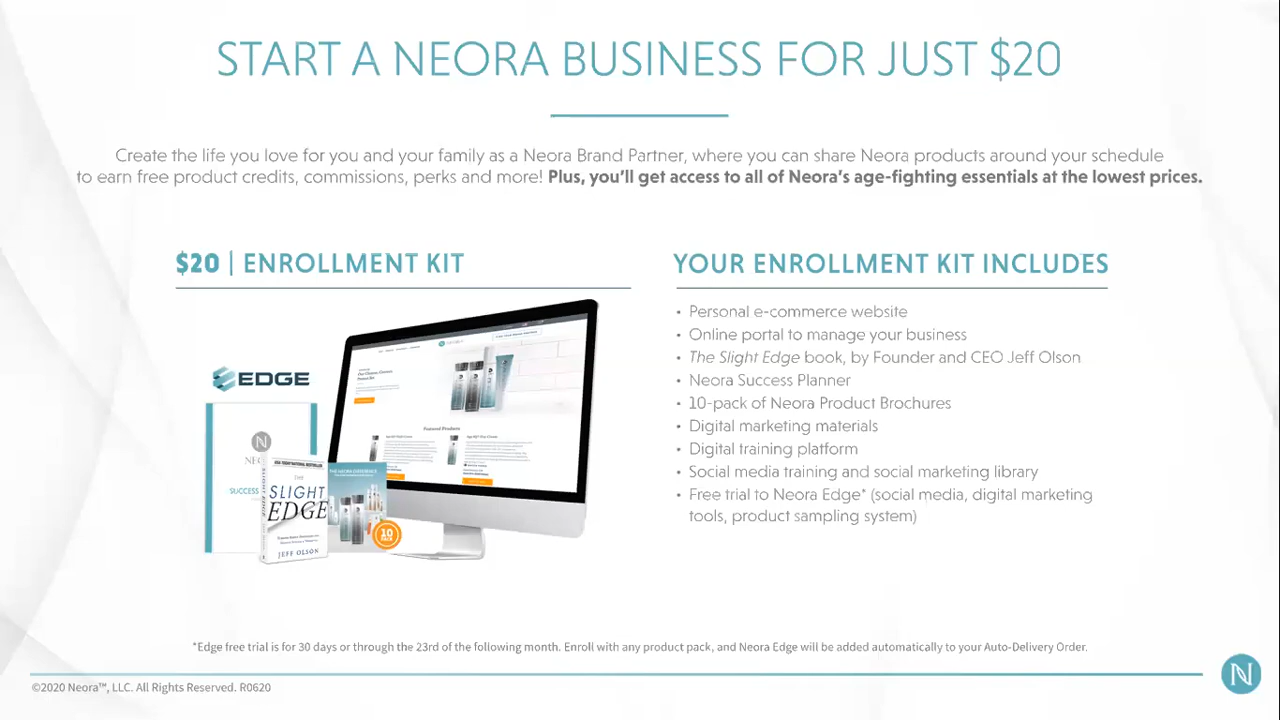 START A NEORA BUSINESS FOR JUST $20
Create the life you love for you and your family as a Neora Brand Partner, where you can share Neora products around your schedule
to earn free product credits, commissions, perks and more! Plus, you'll get access to all of Neora's age-fighting essentials at the lowest prices.
$20 | ENROLLMENT KIT
EDGE
N
SUCCESS
THE
SLIGHT
EDGE
JEFF OLSON
THE NEORA DIFFERENCE
10
PACK
Featured Products
YOUR ENROLLMENT KIT INCLUDES
• Personal e-commerce website
• Online portal to manage your business
• The Slight Edge book, by Founder and CEO Jeff Olson
• Neora Success Planner
• 10-pack of Neora Product Brochures
• Digital marketing materials
• Digital training platform
• Social media training and social marketing library
• Free trial to Neora Edge* (social media, digital marketing
tools, product sampling system)
*Edge free trial is for 30 days or through the 23rd of the following month. Enroll with any product pack, and Neora Edge will be added automatically to your Auto-Delivery Order.
©2020 Neora™, LLC. All Rights Reserved. R0620
N